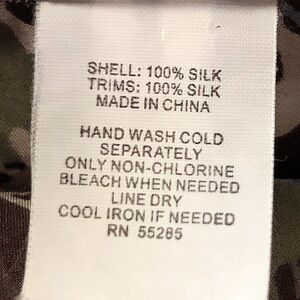 SHELL: 100% SILK
TRIMS: 100% SILK
MADE IN CHINA
HAND WASH COLD
SEPARATELY
ONLY NON-CHLORINE
BLEACH WHEN NEEDED
LINE DRY
COOL IRON IF NEEDED
RN 55285